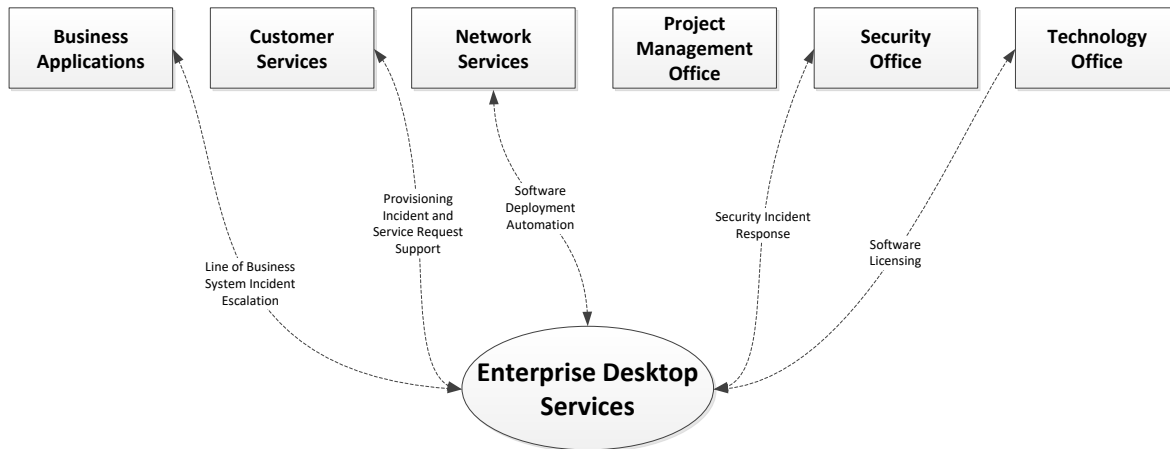 Business
Applications
Customer
Services
Network
Services
Project
Management
Office
Security
Office
Technology
Office
Line of Business
System Incident
Escalation
Provisioning
Incident and
Service Request
Support
Software
Deployment
Automation
Security Incident
Response
Software
Licensing
Enterprise Desktop
Services